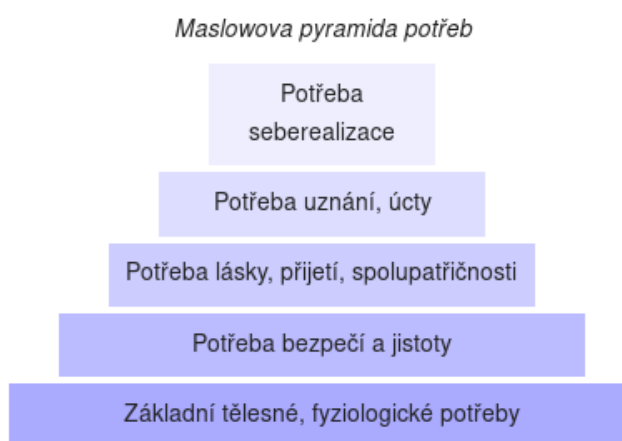 Maslowova pyramida potřeb
Potřeba
seberealizace
Potřeba uznání, úcty
Potřeba lásky, přijetí, spolupatřičnosti
Potřeba bezpečí a jistoty
Základní tělesné, fyziologické potřeby